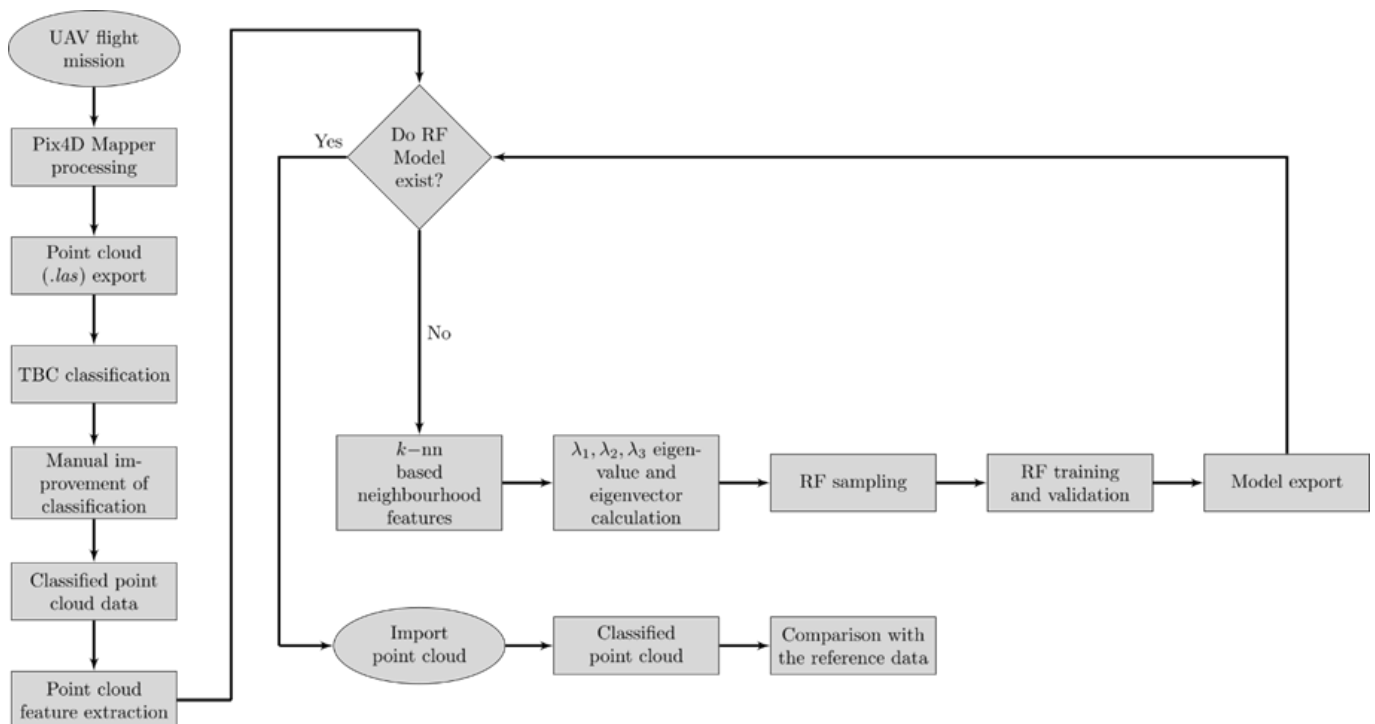 UAV flight
mission
Pix4D Mapper
processing
Point cloud
(.las) export
TBC classification
Manual im-
provement of
classification
Classified point
cloud data
Point cloud
feature extraction
Do RF
Model
exist?
Yes
No
k−nn
based
neighbourhood
features
λ1, λ2, λ3 eigen-
value and
eigenvector
calculation
RF sampling
RF training
and validation
Model export
Import
point cloud
Classified
point cloud
Comparison with
the reference data